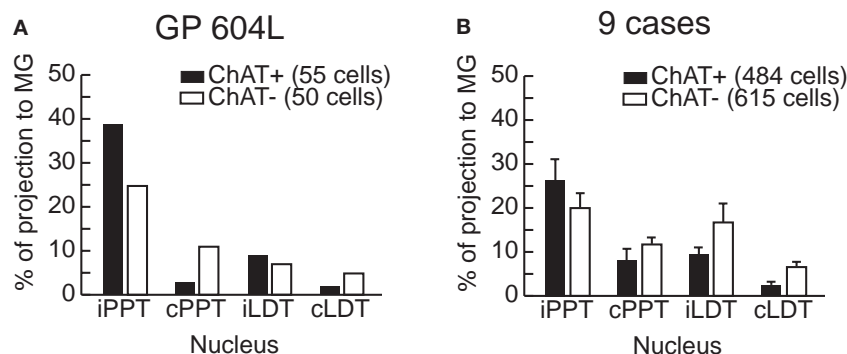 A
GP 604L
% of projection to MG
50
40
30
20
10
0
ChAT+ (55 cells)
ChAT- (50 cells)
iPPT cPPT iLDT cLDT
Nucleus
B
9 cases
% of projection to MG
50
40
30
20
10
0
ChAT+ (484 cells)
ChAT- (615 cells)
iPPT cPPT iLDT cLDT
Nucleus